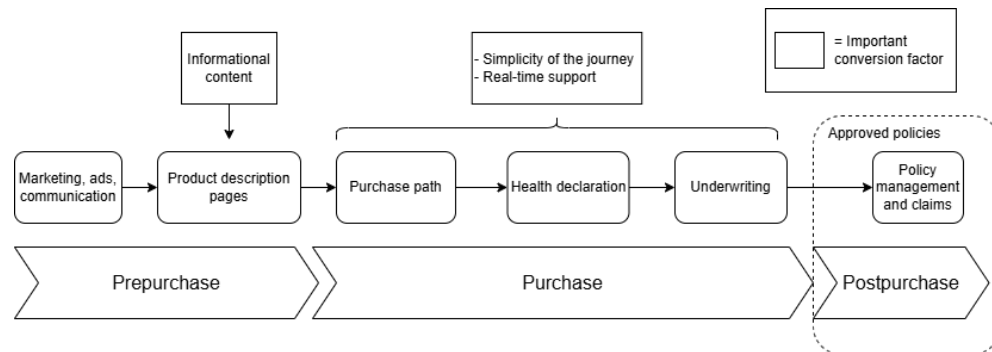 Informational
content
- Simplicity of the journey
- Real-time support
= Important
conversion factor
Approved policies
Marketing, ads,
communication
Product description
pages
Purchase path
Health declaration
Underwriting
Policy
management
and claims
Prepurchase
Purchase
Postpurchase